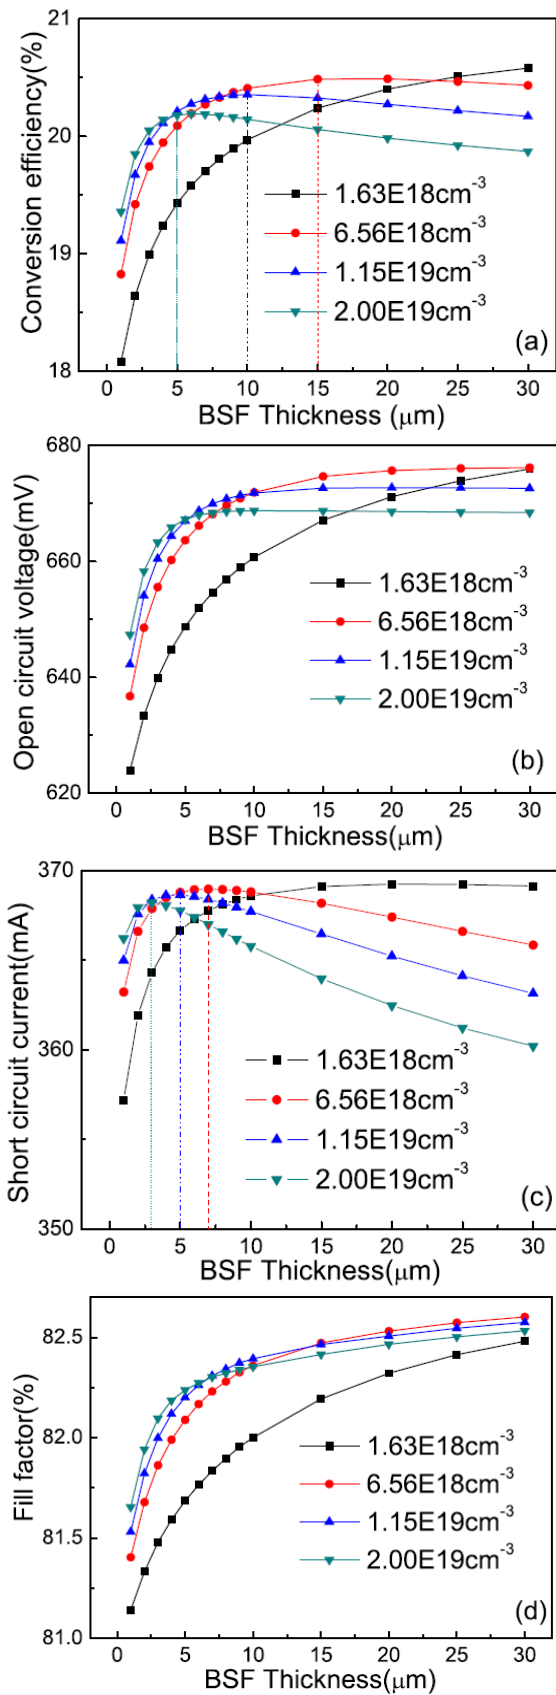 21
20
19
18
Conversion efficiency(%)
1.63E18cm-3
6.56E18cm-3
1.15E19cm-3
2.00E19cm-3
(a)
0 5 10 15 20 25 30
BSF Thickness (μm)
680
660
640
620
Open circuit voltage(mV)
1.63E18cm-3
6.56E18cm-3
1.15E19cm-3
2.00E19cm-3
(b)
0 5 10 15 20 25 30
BSF Thickness(μm)
370
360
350
Short circuit current(mA)
1.63E18cm-3
6.56E18cm-3
1.15E19cm-3
2.00E19cm-3
(c)
0 5 10 15 20 25 30
BSF Thickness(μm)
82.5
82.0
81.5
81.0
Fill factor(%)
1.63E18cm-3
6.56E18cm-3
1.15E19cm-3
2.00E19cm-3
(d)
0 5 10 15 20 25 30
BSF Thickness(μm)